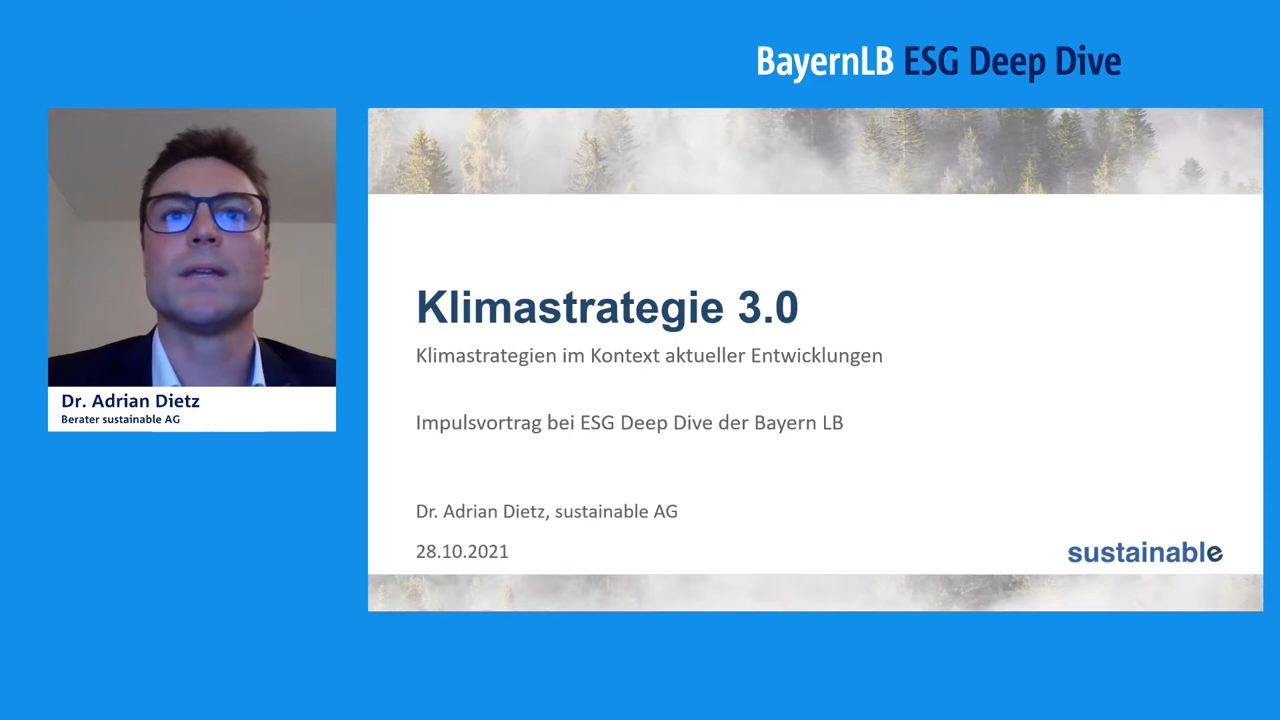 BayernLB ESG Deep Dive
Dr. Adrian Dietz
Berater sustainable AG
Klimastrategie 3.0
Klimastrategien im Kontext aktueller Entwicklungen
Impulsvortrag bei ESG Deep Dive der Bayern LB
Dr. Adrian Dietz, sustainable AG
28.10.2021
sustainable